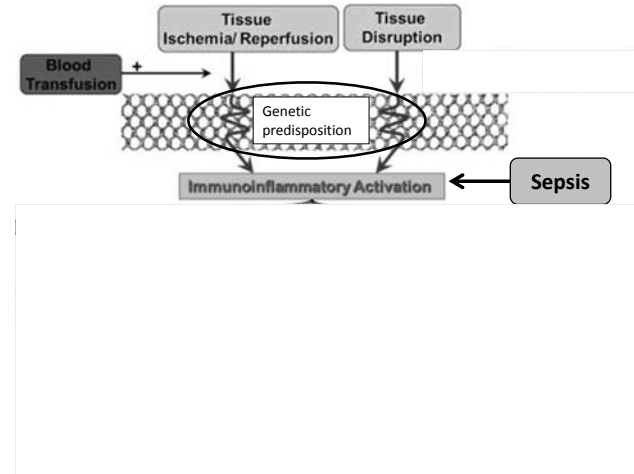 Tissue
Ischemia/ Reperfusion
Tissue
Disruption
Blood
Transfusion
+
Genetic
predisposition
Immunoinflammatory Activation
Sepsis